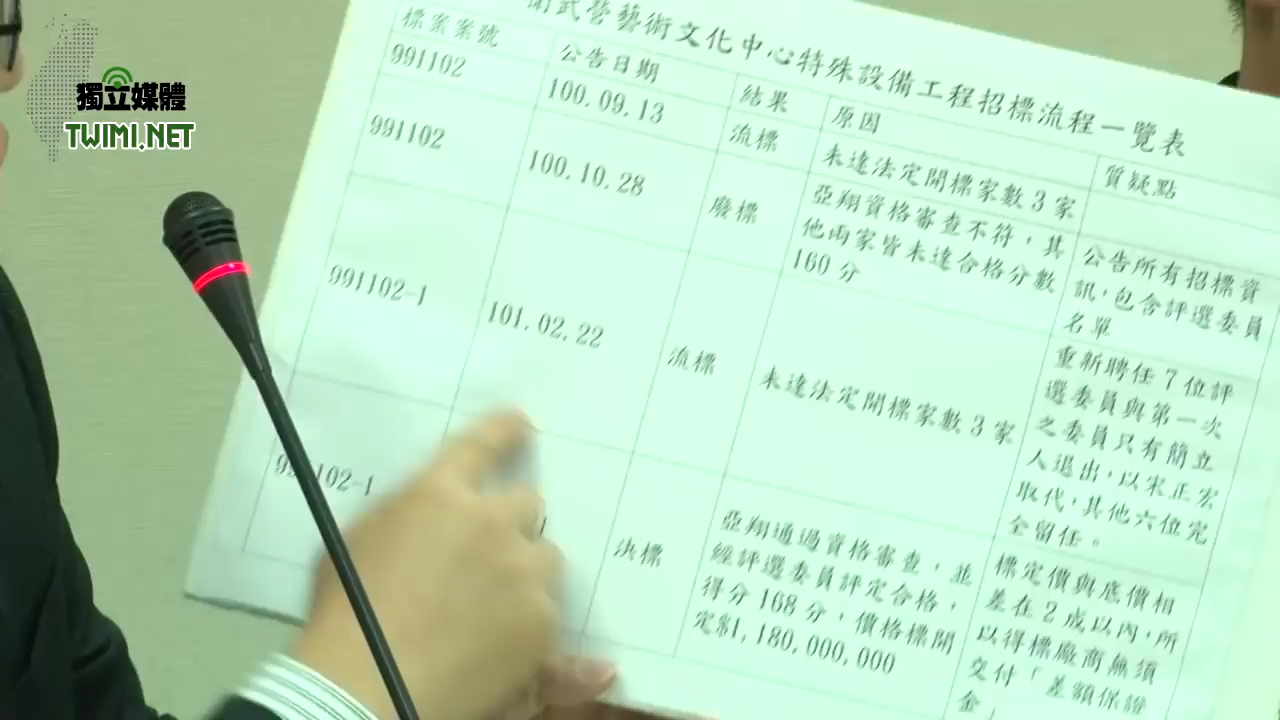 獨立媒體
TWIMI.NET
衛武營藝術文化中心特殊設備工程招標流程一覽表
標案案號
公告日期
結果
原因
質疑點
991102
100.09.13
流標
未達法定開標家數3家
991102
100.10.28
廢標
亞翔資格審查不符，其
他兩家皆未達合格分數
160分
公告所有招標資
訊，包含評選委員
名單
991102-1
101.02.22
流標
未達法定開標家數3家
重新聘任7位評
選委員與第一次
之委員只有簡立
人退出，以宋正宏
取代，其他六位完
全留任。
991102-1
決標
亞翔通過資格審查，並
經評選委員評定合格，
得分168分，價格標開
定$1,180,000,000
標定價與底價相
差在2成以內，所
以得標廠商無須
交付「差額保證
金」